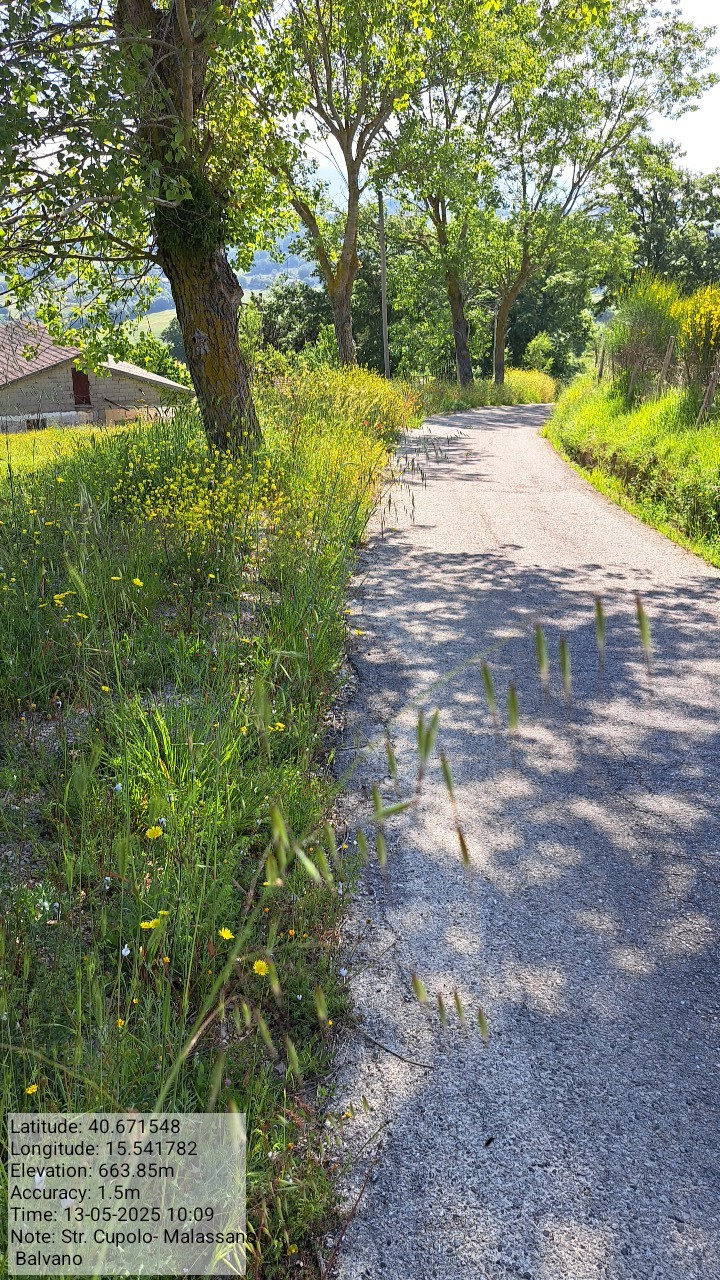 Latitude: 40.671548
Longitude: 15.541782
Elevation: 663.85m
Accuracy: 1.5m
Time: 13-05-2025 10:09
Note: Str. Cupolo- Malassano
Balvano